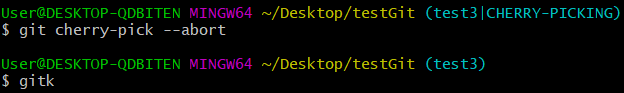 User@DESKTOP-QDBITEN MINGW64 ~/Desktop/testGit (test3|CHERRY-PICKING)
$ git cherry-pick --abort
User@DESKTOP-QDBITEN MINGW64 ~/Desktop/testGit (test3)
$ gitk